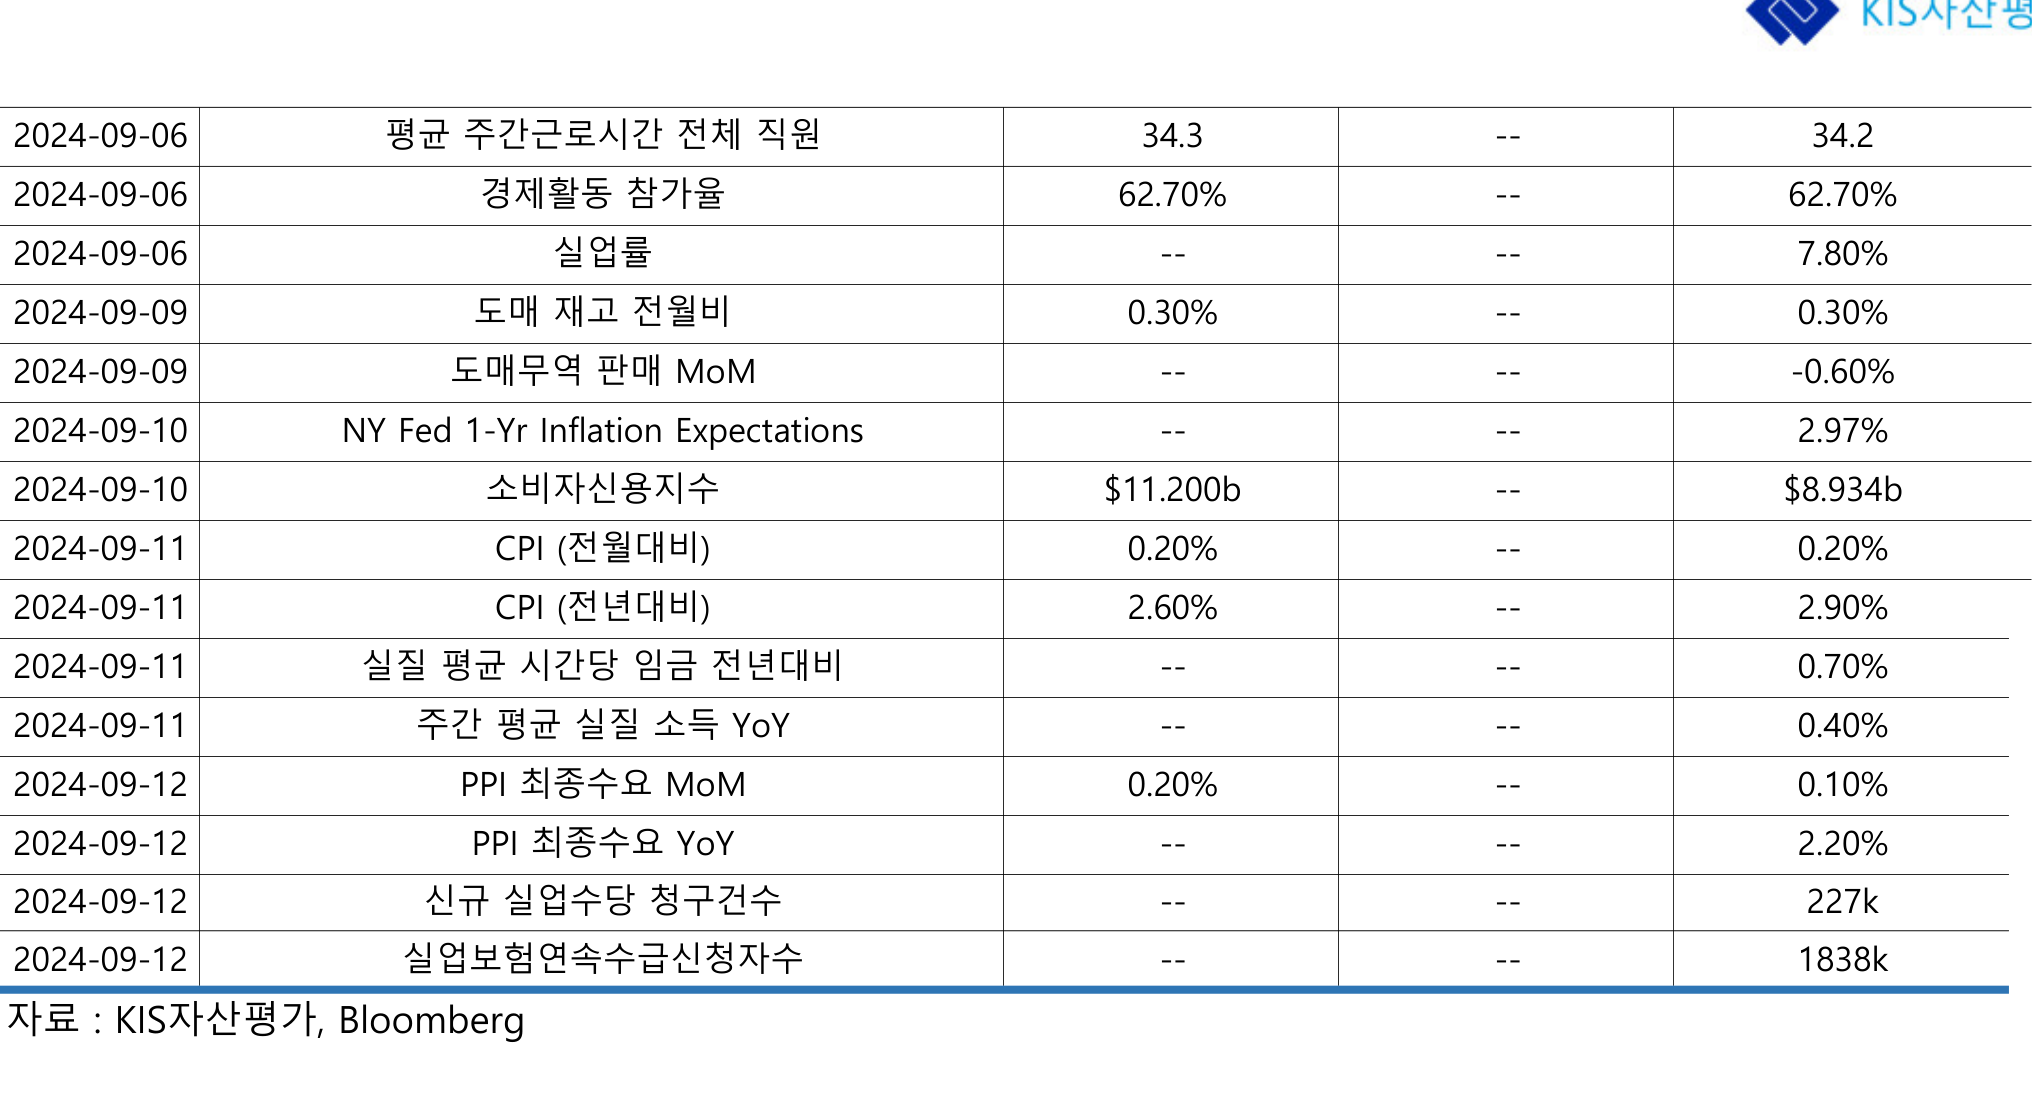 KIS자산평
2024-09-06 평균 주간근로시간 전체 직원 34.3 -- 34.2
2024-09-06 경제활동 참가율 62.70% -- 62.70%
2024-09-06 실업률 -- -- 7.80%
2024-09-09 도매 재고 전월비 0.30% -- 0.30%
2024-09-09 도매무역 판매 MoM -- -- -0.60%
2024-09-10 NY Fed 1-Yr Inflation Expectations -- -- 2.97%
2024-09-10 소비자신용지수 $11.200b -- $8.934b
2024-09-11 CPI (전월대비) 0.20% -- 0.20%
2024-09-11 CPI (전년대비) 2.60% -- 2.90%
2024-09-11 실질 평균 시간당 임금 전년대비 -- -- 0.70%
2024-09-11 주간 평균 실질 소득 YoY -- -- 0.40%
2024-09-12 PPI 최종수요 MoM 0.20% -- 0.10%
2024-09-12 PPI 최종수요 YoY -- -- 2.20%
2024-09-12 신규 실업수당 청구건수 -- -- 227k
2024-09-12 실업보험연속수급신청자수 -- -- 1838k
자료 : KIS자산평가, Bloomberg